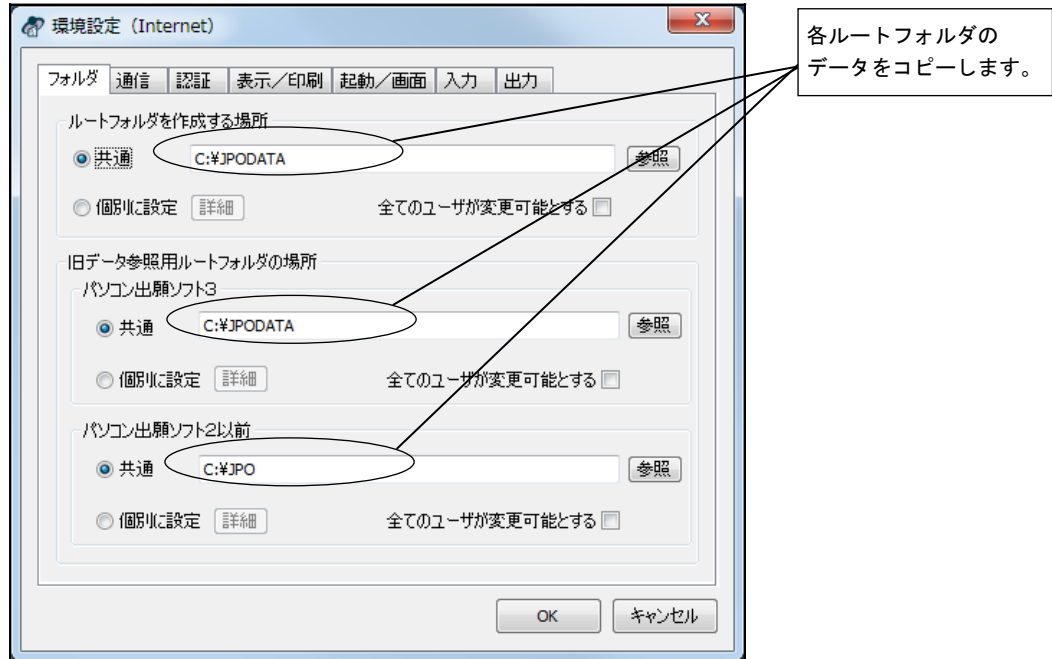 環境設定（Internet）
フォルダ 通信 認証 表示／印刷 起動／画面 入力 出力
ルートフォルダを作成する場所
共通 C:¥JPODATA 参照
個別に設定 詳細 全てのユーザが変更可能とする
旧データ参照用ルートフォルダの場所
パソコン出願ソフト3
共通 C:¥JPODATA 参照
個別に設定 詳細 全てのユーザが変更可能とする
パソコン出願ソフト2以前
共通 C:¥JPO 参照
個別に設定 詳細 全てのユーザが変更可能とする
OK キャンセル
各ルートフォルダの
データをコピーします。